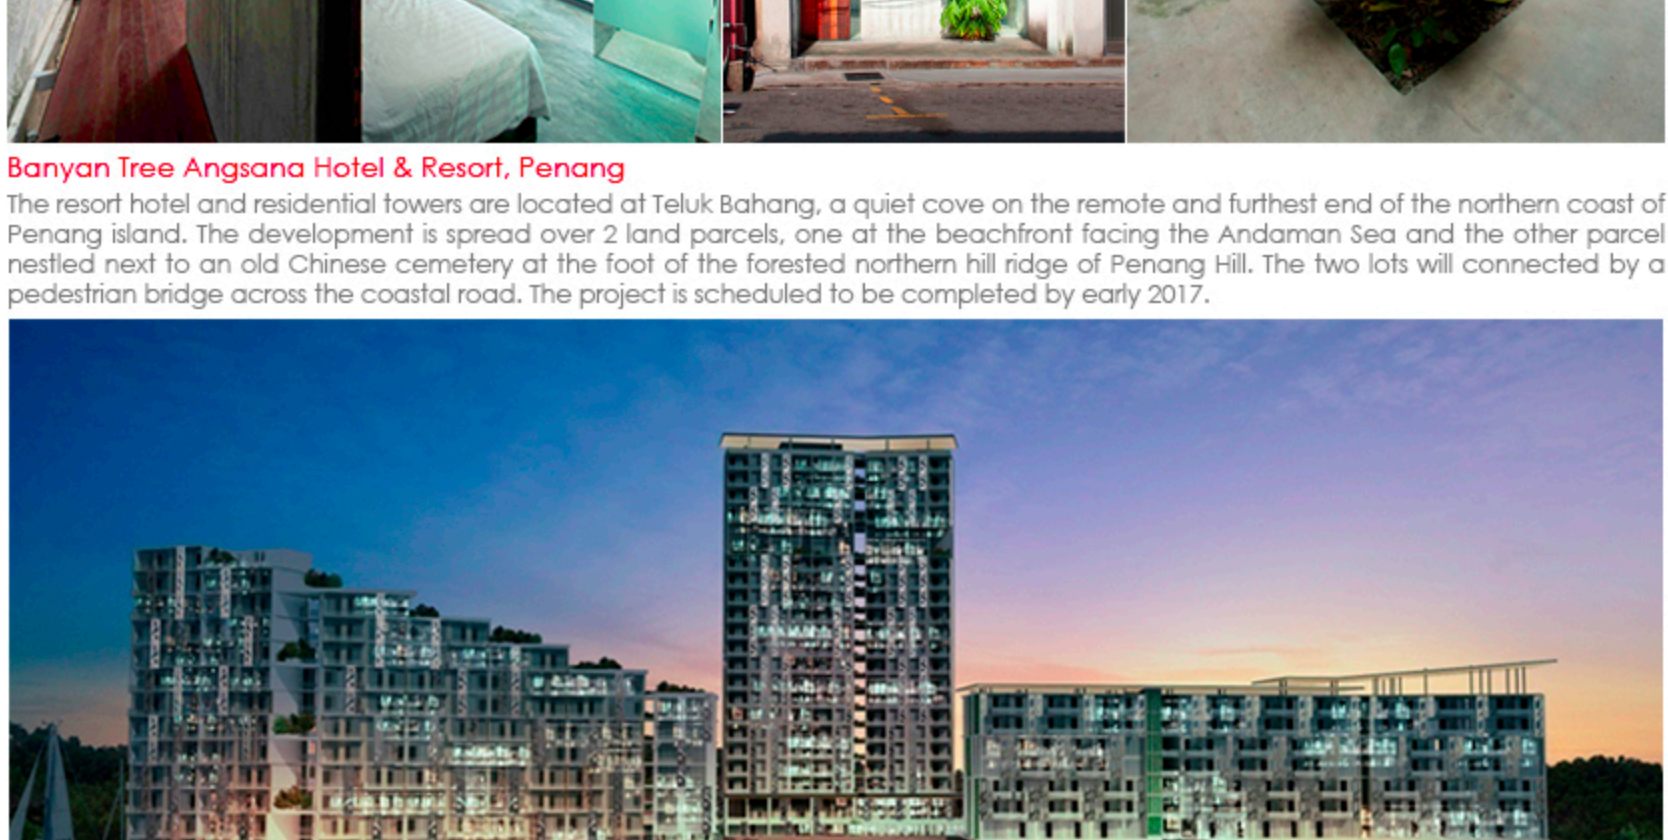 Banyan Tree Angsana Hotel & Resort, Penang
The resort hotel and residential towers are located at Teluk Bahang, a quiet cove on the remote and furthest end of the northern coast of
Penang island. The development is spread over 2 land parcels, one at the beachfront facing the Andaman Sea and the other parcel
nestled next to an old Chinese cemetery at the foot of the forested northern hill ridge of Penang Hill. The two lots will connected by a
pedestrian bridge across the coastal road. The project is scheduled to be completed by early 2017.